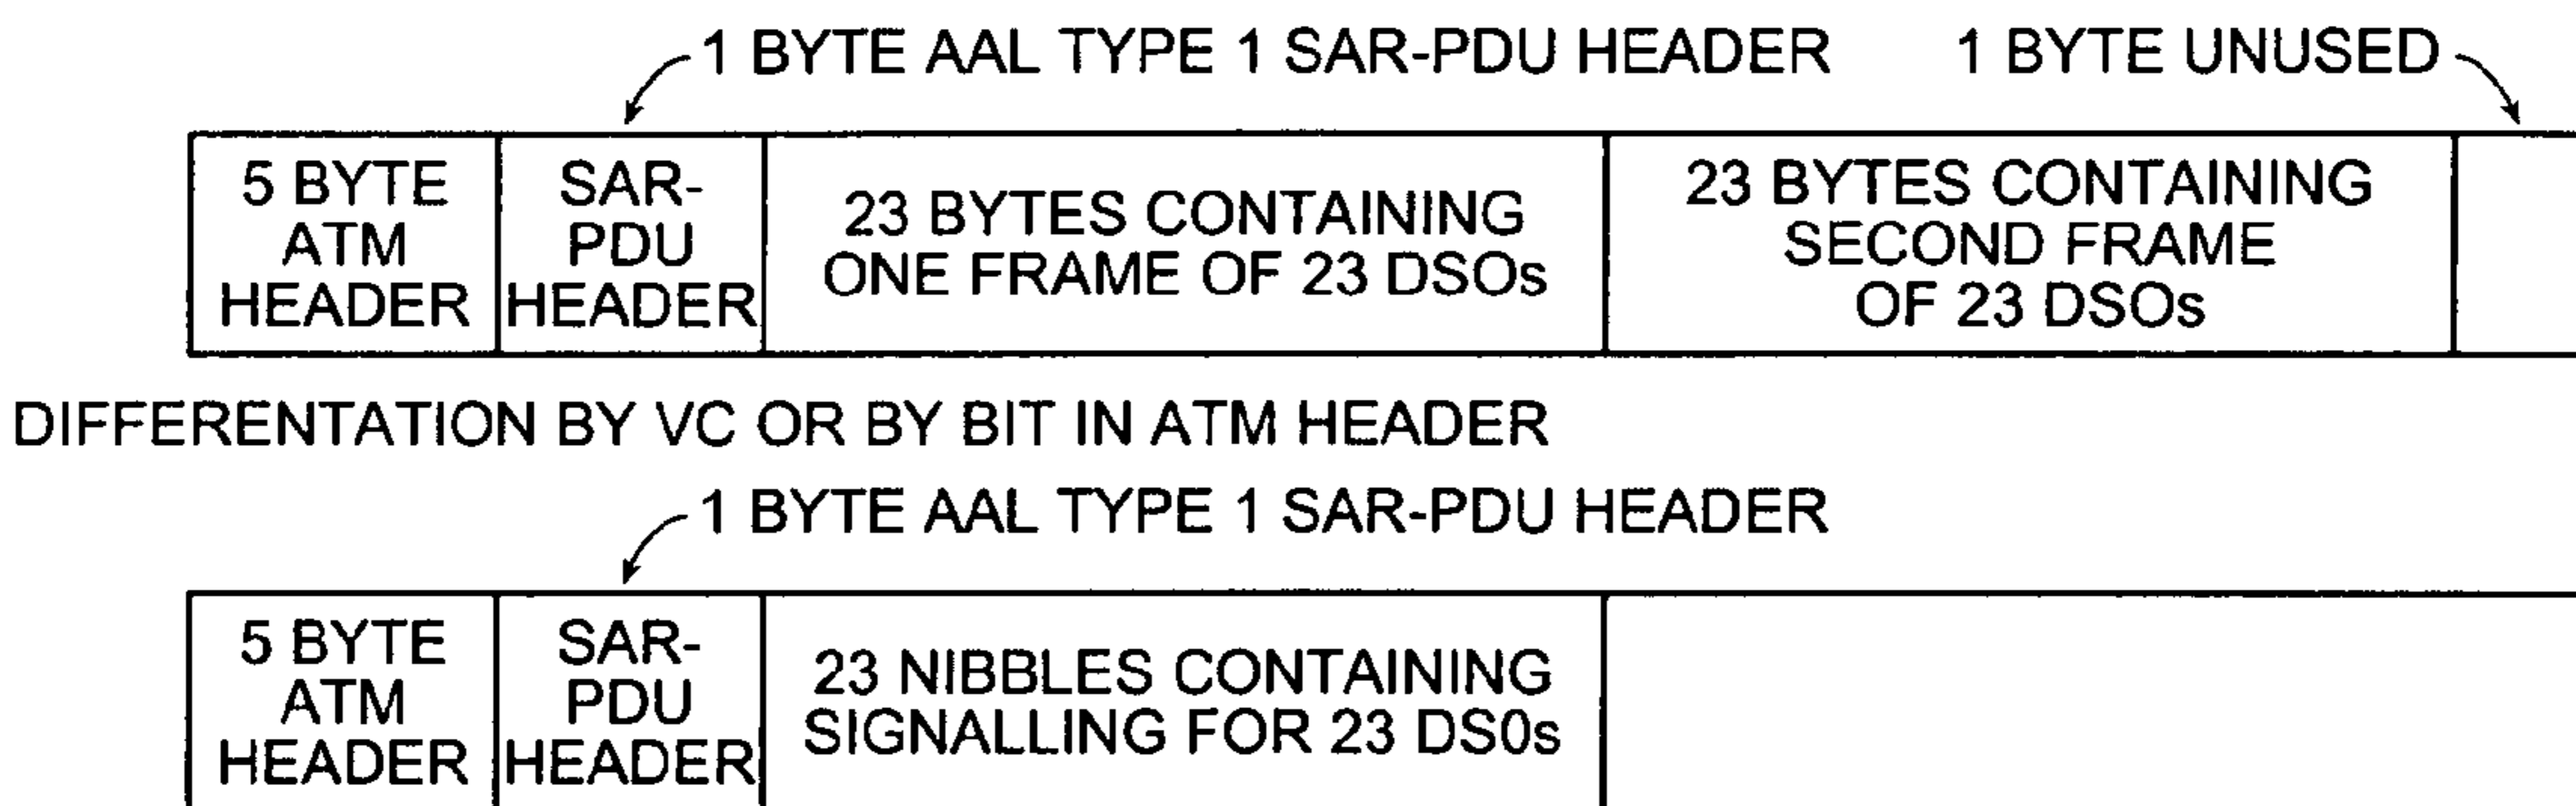 1 BYTE AAL TYPE 1 SAR-PDU HEADER
1 BYTE UNUSED
5 BYTE
ATM
HEADER
SAR-
PDU
HEADER
23 BYTES CONTAINING
ONE FRAME OF 23 DSOs
23 BYTES CONTAINING
SECOND FRAME
OF 23 DSOs
DIFFERENTATION BY VC OR BY BIT IN ATM HEADER
1 BYTE AAL TYPE 1 SAR-PDU HEADER
5 BYTE
ATM
HEADER
SAR-
PDU
HEADER
23 NIBBLES CONTAINING
SIGNALLING FOR 23 DS0s